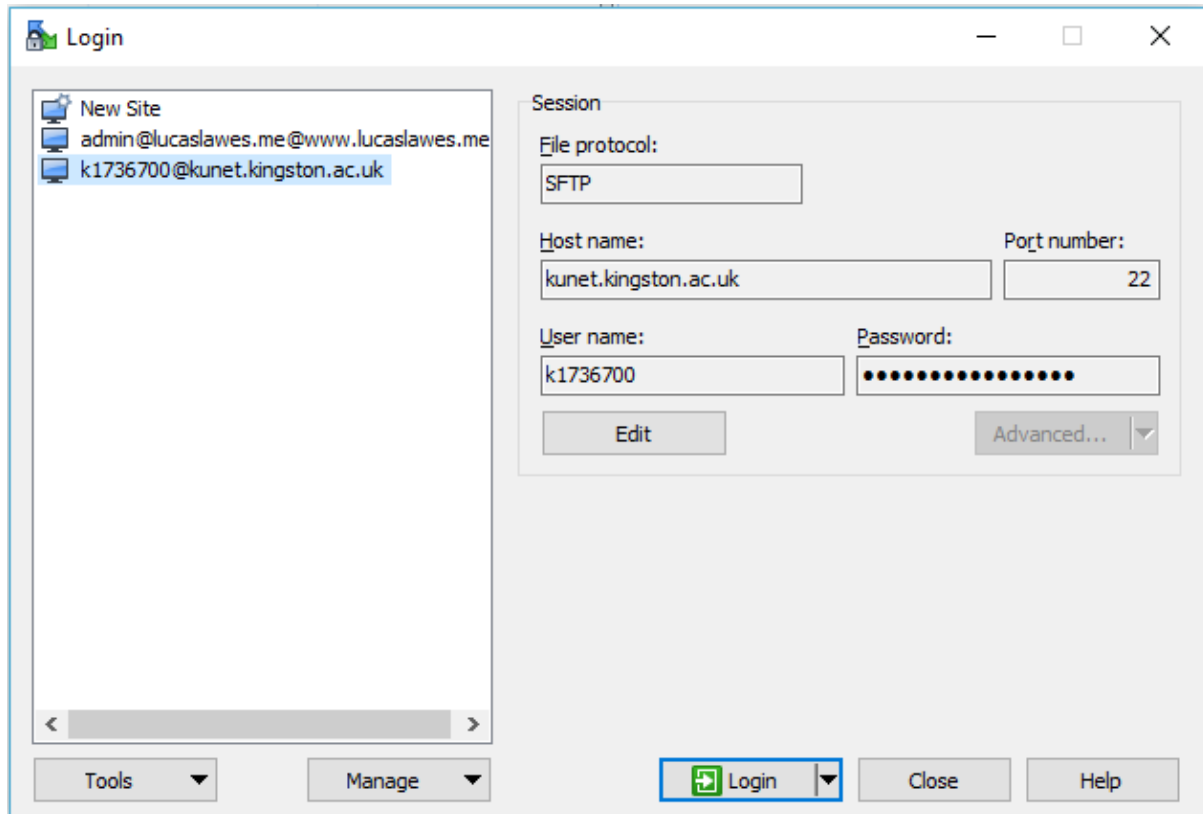 Login
New Site
admin@lucaslawes.me@www.lucaslawes.me
k1736700@kunet.kingston.ac.uk
Session
File protocol:
SFTP
Host name:
Port number:
kunet.kingston.ac.uk
22
User name:
Password:
k1736700
••••••••••••••••
Edit
Advanced...
Tools
Manage
Login
Close
Help